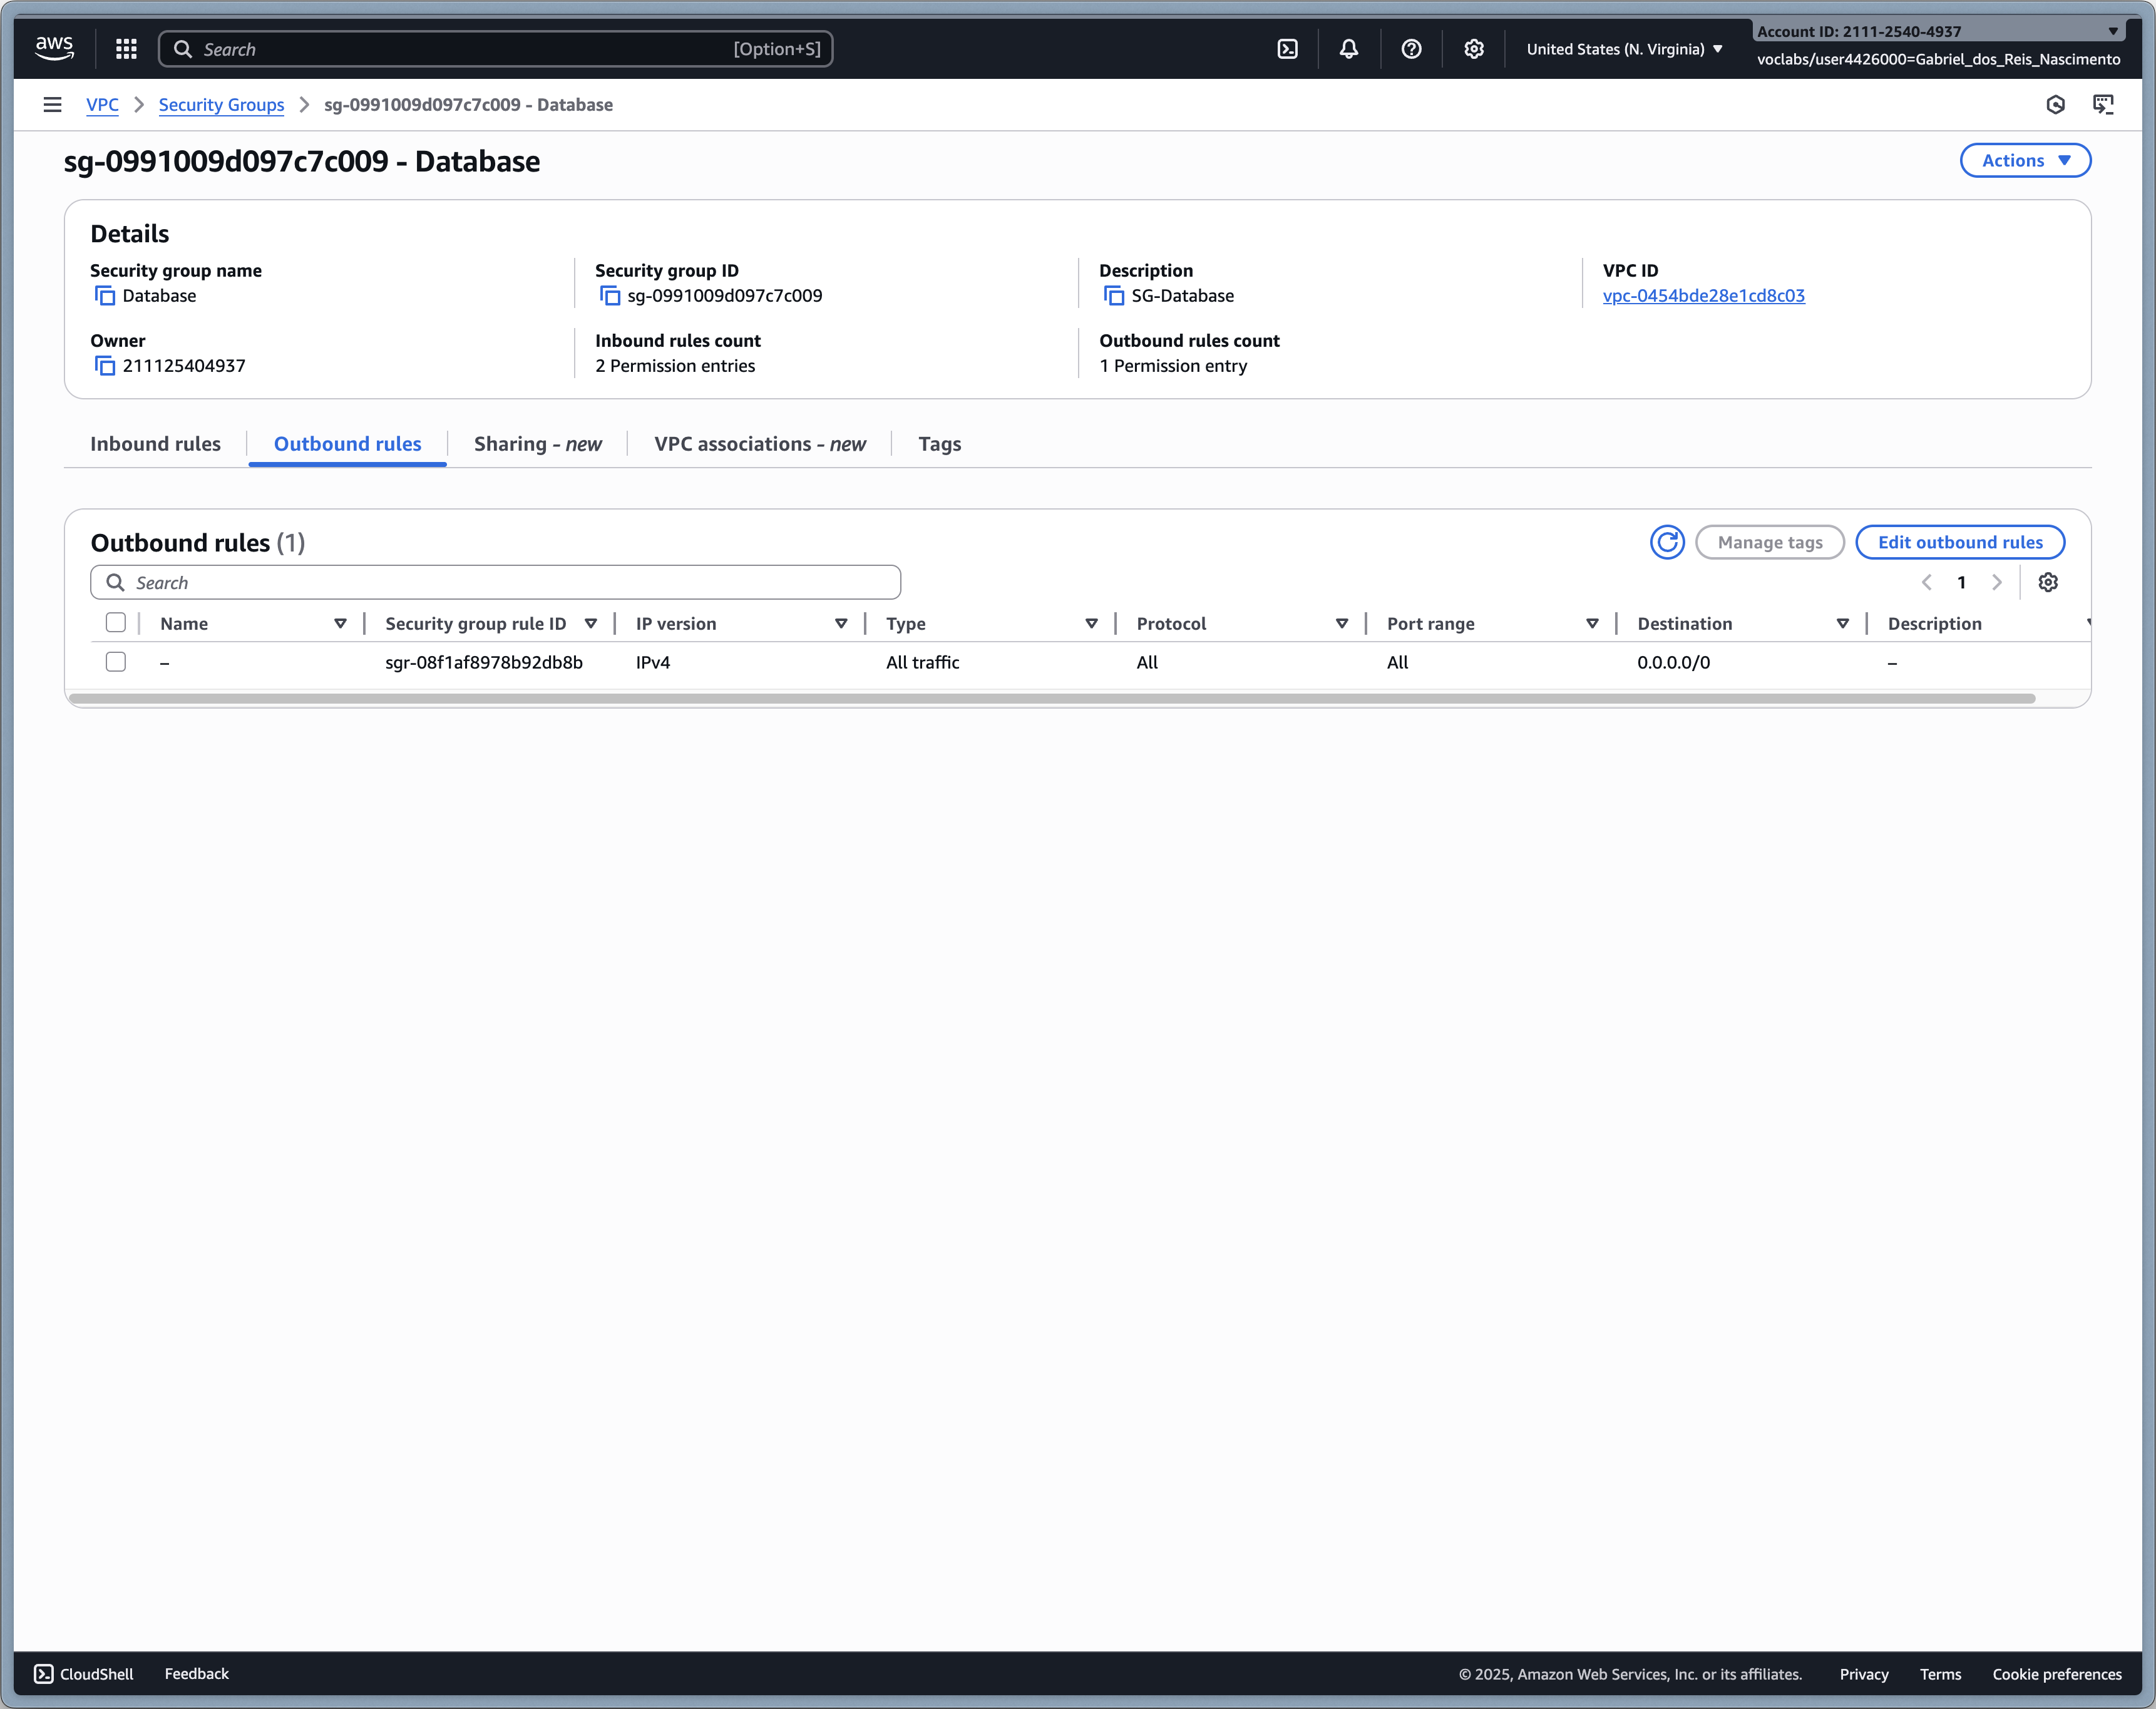 aws
Search [Option+S]
United States (N. Virginia)
Account ID: 2111-2540-4937
voclabs/user4426000=Gabriel_dos_Reis_Nascimento
VPC > Security Groups > sg-0991009d097c7c009 - Database
sg-0991009d097c7c009 - Database
Actions
Details
Security group name
Database
Security group ID
sg-0991009d097c7c009
Description
SG-Database
VPC ID
vpc-0454bde28e1cd8c03
Owner
211125404937
Inbound rules count
2 Permission entries
Outbound rules count
1 Permission entry
Inbound rules
Outbound rules
Sharing - new
VPC associations - new
Tags
Outbound rules (1)
Manage tags
Edit outbound rules
Search
1
Name Security group rule ID IP version Type Protocol Port range Destination Description
– sgr-08f1af8978b92db8b IPv4 All traffic All All 0.0.0.0/0 –
CloudShell Feedback © 2025, Amazon Web Services, Inc. or its affiliates. Privacy Terms Cookie preferences